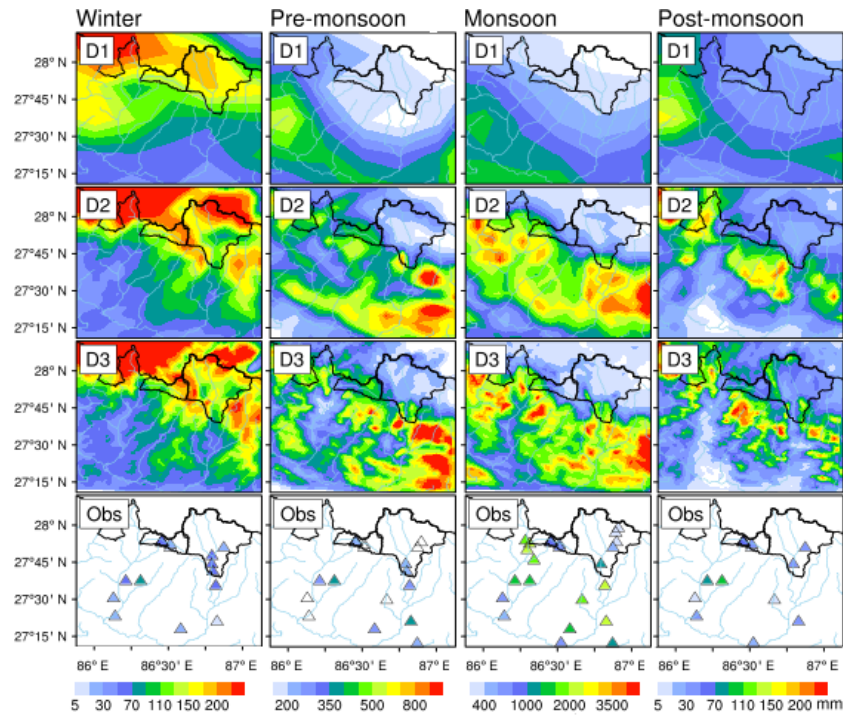 Winter Pre-monsoon Monsoon Post-monsoon
D1 D1 D1 D1
28° N
27°45' N
27°30' N
27°15' N
D2 D2 D2 D2
28° N
27°45' N
27°30' N
27°15' N
D3 D3 D3 D3
28° N
27°45' N
27°30' N
27°15' N
Obs Obs Obs Obs
28° N
27°45' N
27°30' N
27°15' N
86° E 86°30' E 87° E 86° E 86°30' E 87° E 86° E 86°30' E 87° E 86° E 86°30' E 87° E
5 30 70 110 150 200 200 350 500 800 400 1000 2000 3500 5 30 70 110 150 200 mm